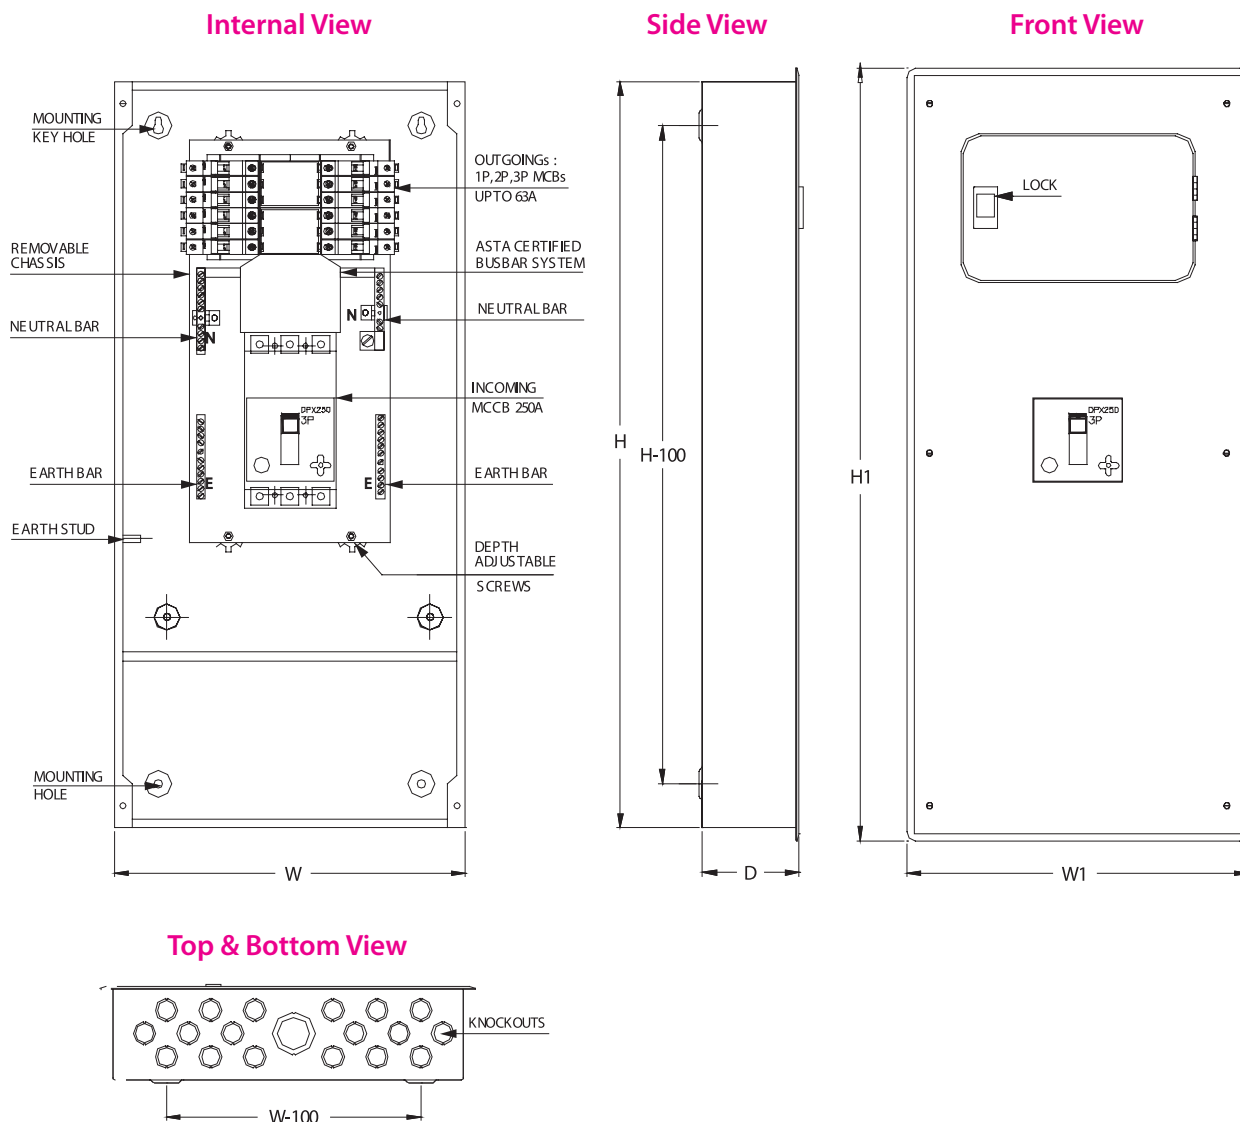 Internal View
Side View
Front View
MOUNTING
KEY HOLE
OUTGOINGs :
1P,2P,3P MCBs
UPTO 63A
LOCK
REMOVABLE
CHASSIS
ASTA CERTIFIED
BUSBAR SYSTEM
NEUTRAL BAR
N
N
NEUTRAL BAR
INCOMING
MCCB 250A
DPX250
3P
DPX250
3P
H
H-100
H1
EARTH BAR
E
E
EARTH BAR
EARTH STUD
DEPTH
ADJUSTABLE
SCREWS
MOUNTING
HOLE
W
D
W1
Top & Bottom View
KNOCKOUTS
W-100